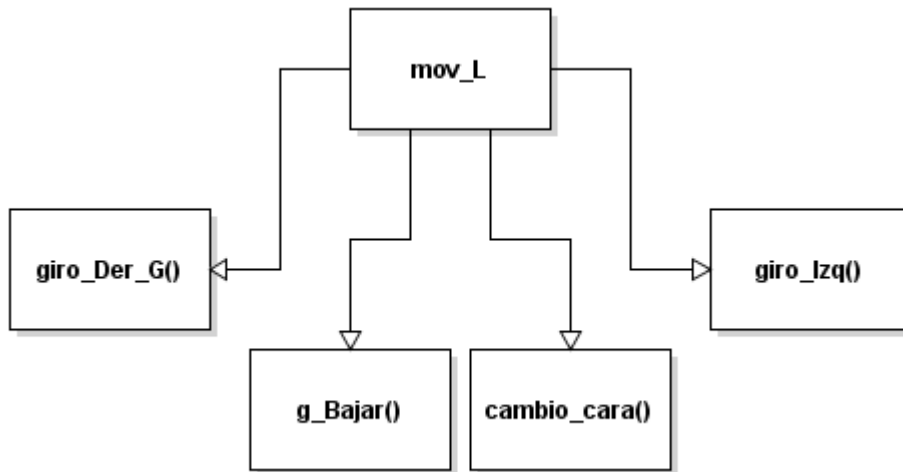 mov_L
giro_Der_G()
giro_Izq()
g_Bajar()
cambio_cara()